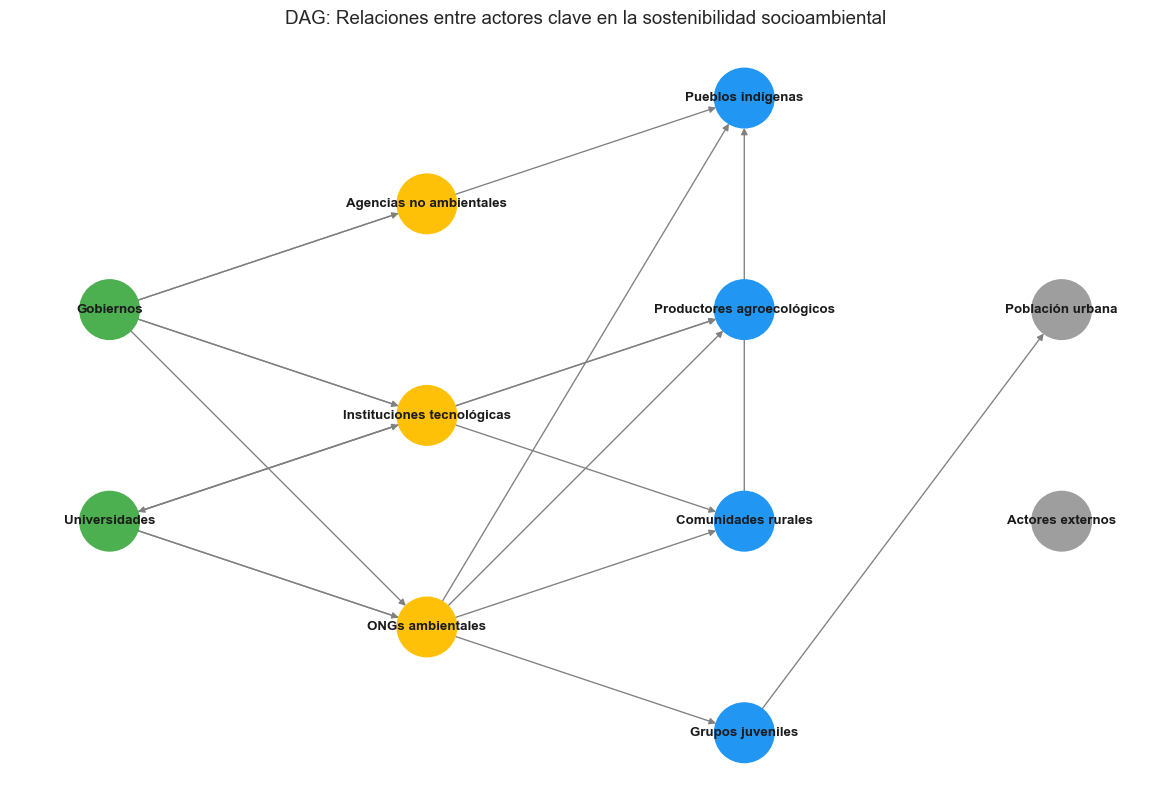 DAG: Relaciones entre actores clave en la sostenibilidad socioambiental
Pueblos indígenas
Agencias no ambientales
Gobiernos
Productores agroecológicos
Población urbana
Instituciones tecnológicas
Universidades
Comunidades rurales
Actores externos
ONGs ambientales
Grupos juveniles